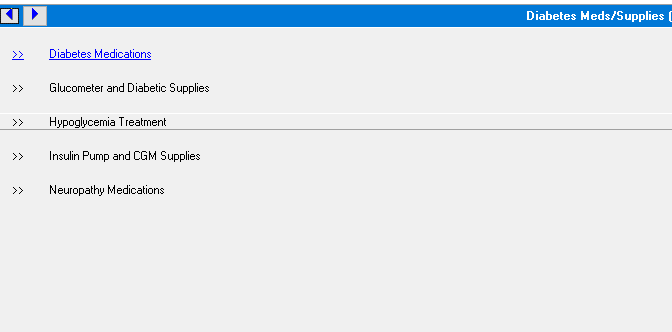 Diabetes Meds/Supplies (
>> Diabetes Medications
>> Glucometer and Diabetic Supplies
>> Hypoglycemia Treatment
>> Insulin Pump and CGM Supplies
>> Neuropathy Medications